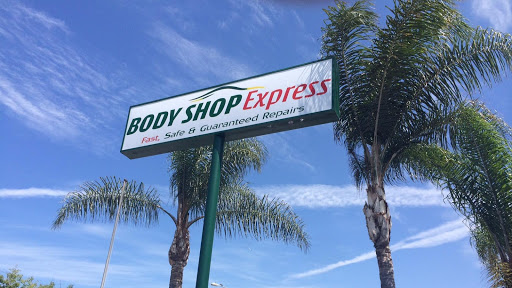 BODY SHOP Express
Fast, Safe & Guaranteed Repairs